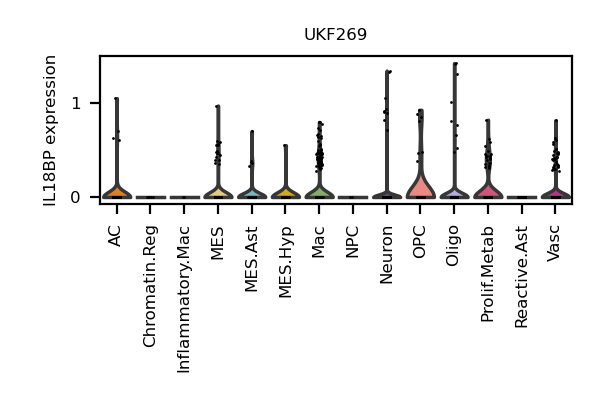 UKF269
IL18BP expression
1
0
AC
Chromatin.Reg
Inflammatory.Mac
MES
MES.Ast
MES.Hyp
Mac
NPC
Neuron
OPC
Oligo
Prolif.Metab
Reactive.Ast
Vasc